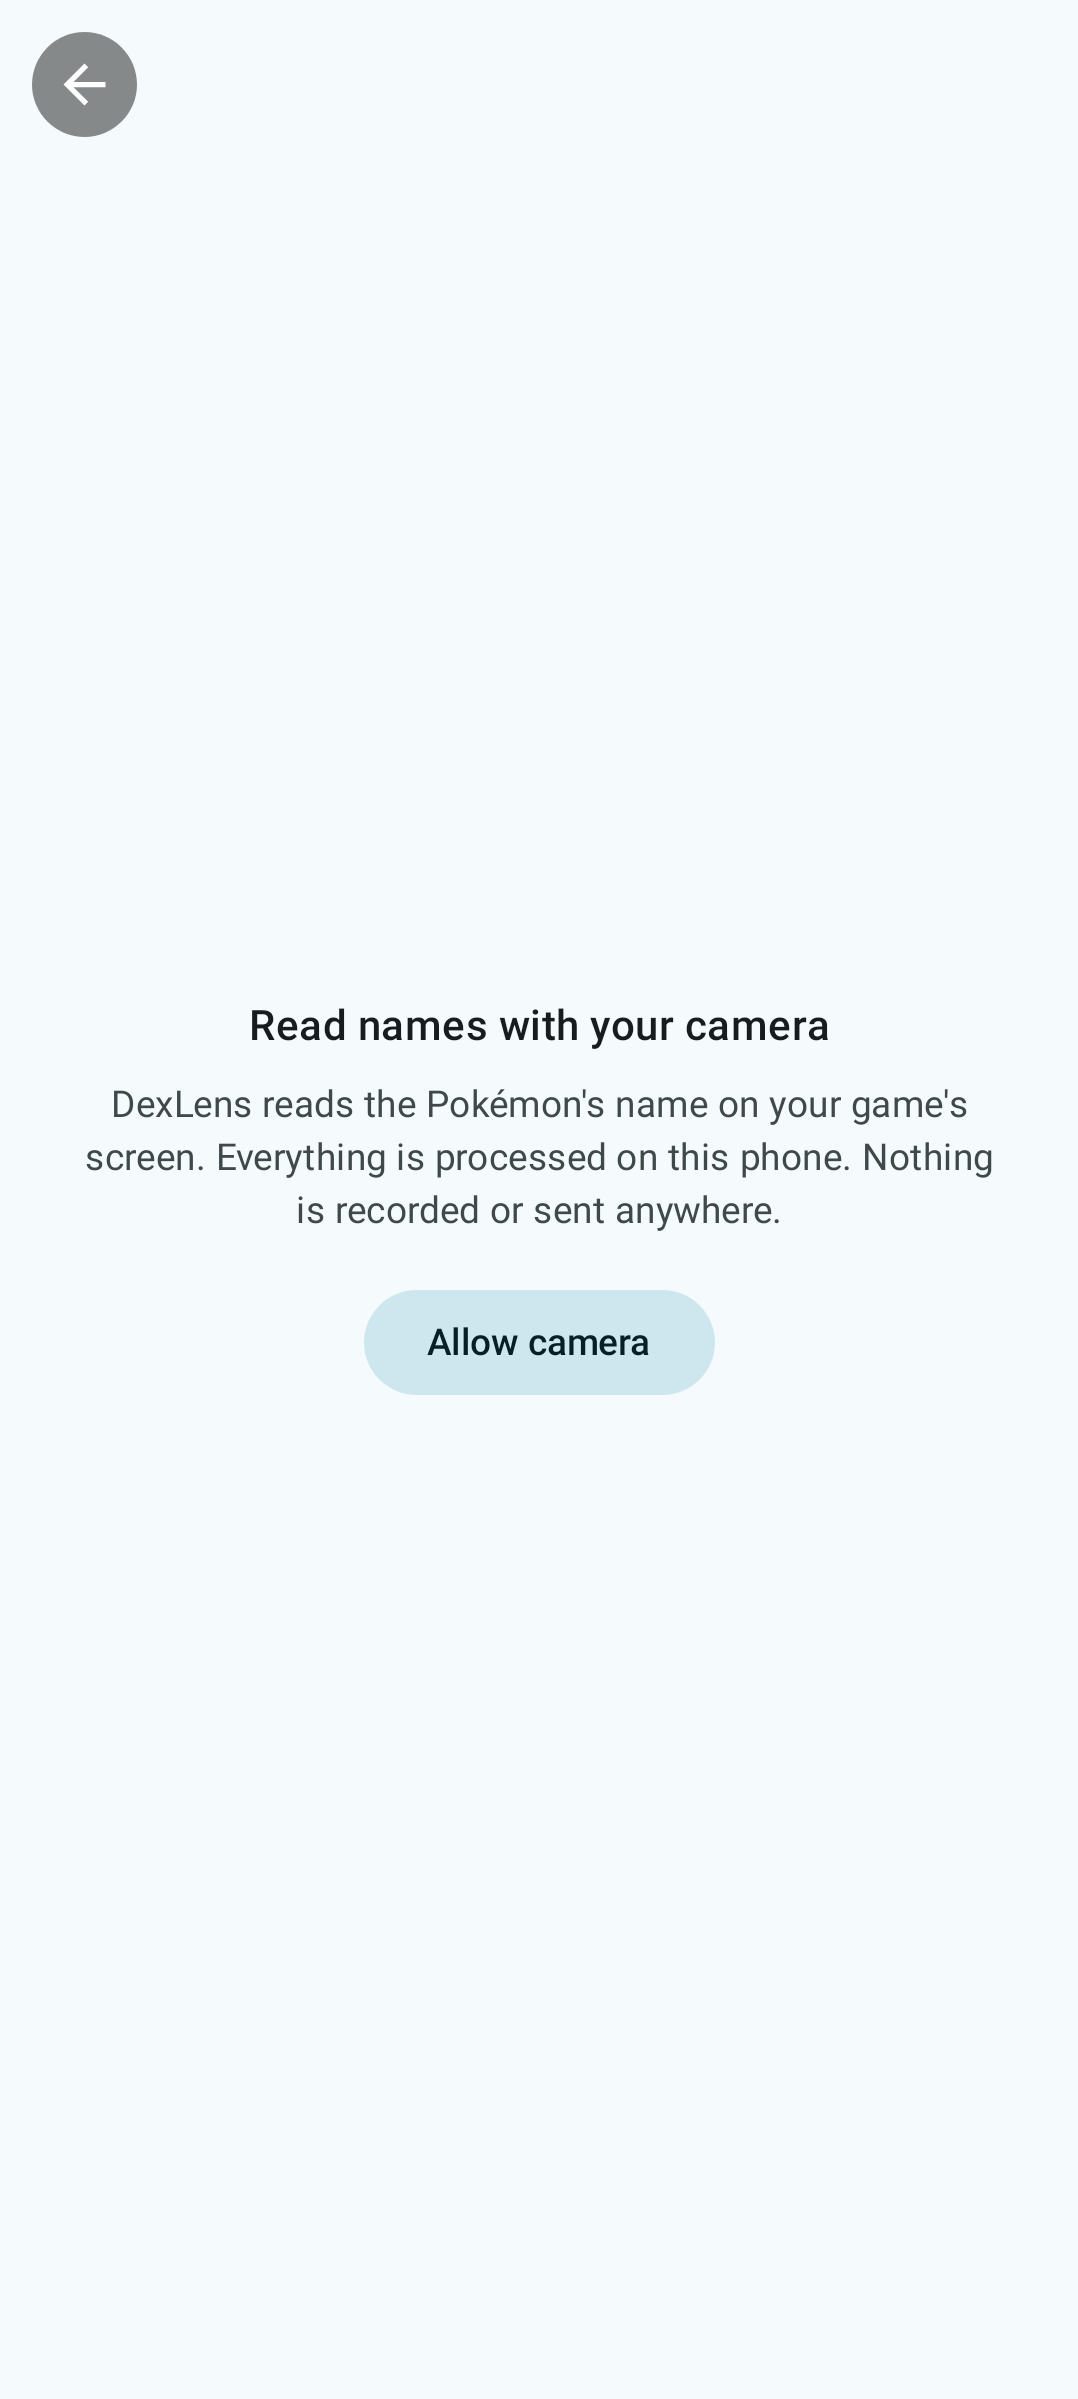 Read names with your camera
DexLens reads the Pokémon's name on your game's
screen. Everything is processed on this phone. Nothing
is recorded or sent anywhere.
Allow camera